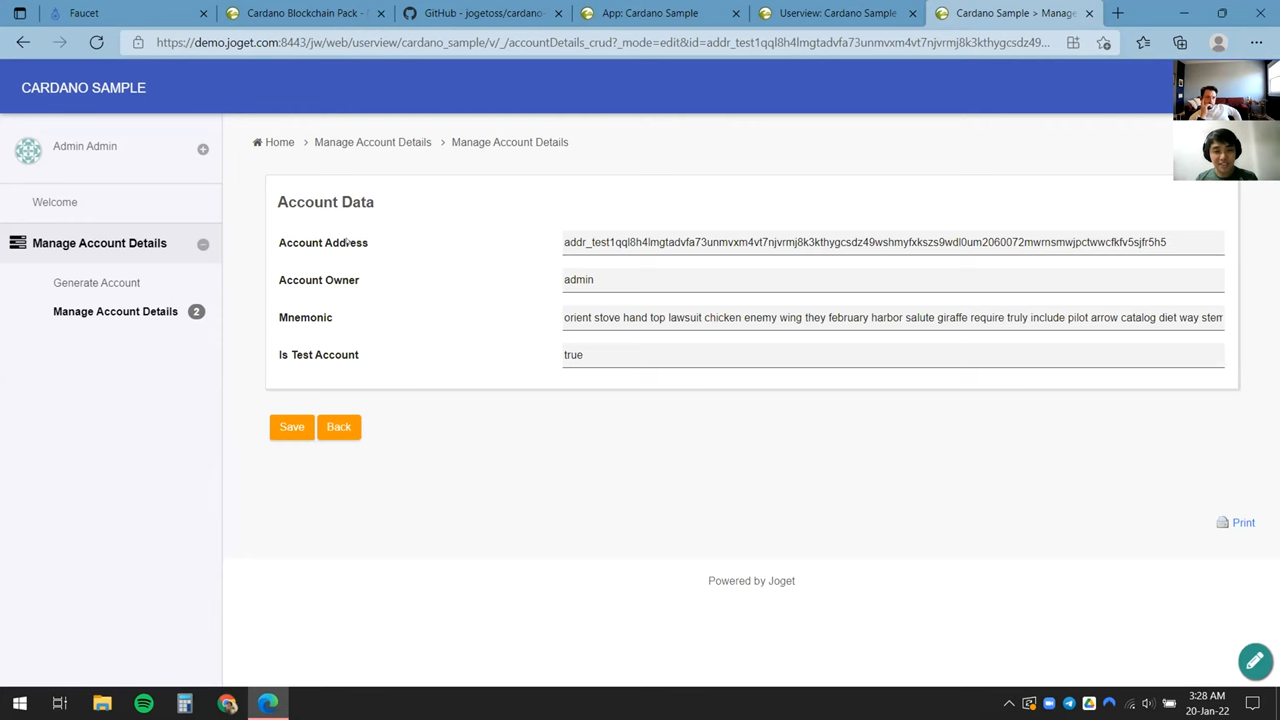 Faucet
Cardano Blockchain Pack -
GitHub - jogetoss/cardano
App: Cardano Sample
Userview: Cardano Sample
Cardano Sample > Manage
https://demo.joget.com:8443/jw/web/userview/cardano_sample/v/_/accountDetails_crud?_mode=edit&id=addr_test1qql8h4lmgtadvfa73unmvxm4vt7njvrmj8k3kthygcsdz49...
CARDANO SAMPLE
Admin Admin
Home > Manage Account Details > Manage Account Details
Welcome
Manage Account Details
Generate Account
Manage Account Details 2
Account Data
Account Address addr_test1qql8h4lmgtadvfa73unmvxm4vt7njvrmj8k3kthygcsdz49wshmyfxkszs9wdl0um2060072mwrnsmwjpctwwcfkfv5sjfr5h5
Account Owner admin
Mnemonic orient stove hand top lawsuit chicken enemy wing they february harbor salute giraffe require truly include pilot arrow catalog diet way stem
Is Test Account true
Save Back
Print
Powered by Joget
3:28 AM
20-Jan-22